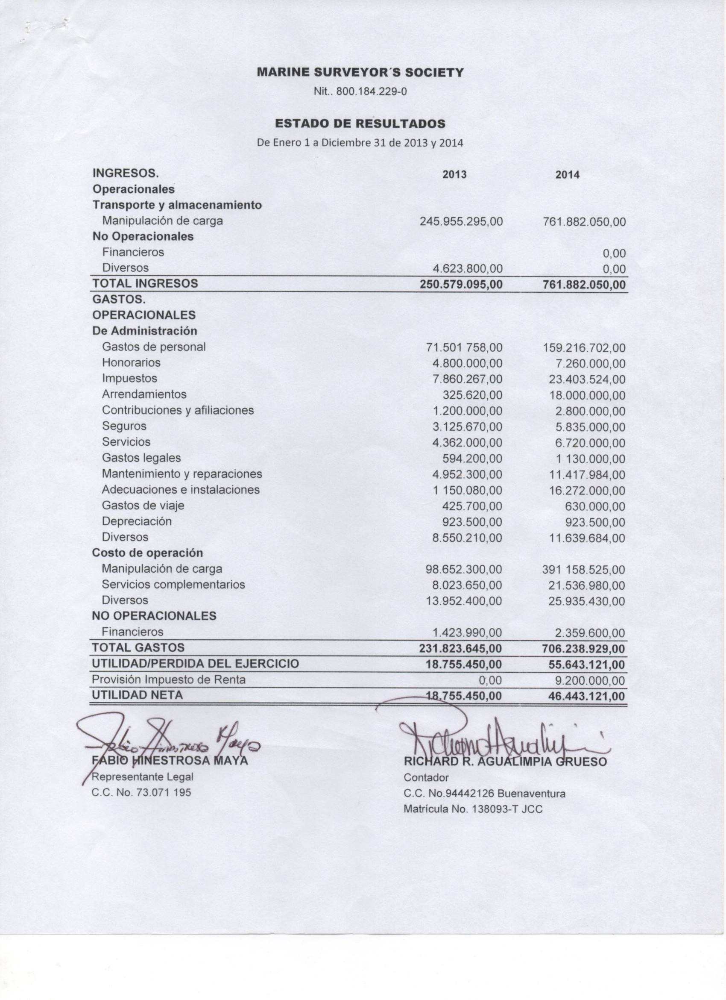 MARINE SURVEYOR´S SOCIETY
Nit.. 800.184.229-0
ESTADO DE RESULTADOS
De Enero 1 a Diciembre 31 de 2013 y 2014
INGRESOS. 2013 2014
Operacionales
Transporte y almacenamiento
Manipulación de carga 245.955.295,00 761.882.050,00
No Operacionales
Financieros 0,00
Diversos 4.623.800,00 0,00
TOTAL INGRESOS 250.579.095,00 761.882.050,00
GASTOS.
OPERACIONALES
De Administración
Gastos de personal 71.501 758,00 159.216.702,00
Honorarios 4.800.000,00 7.260.000,00
Impuestos 7.860.267,00 23.403.524,00
Arrendamientos 325.620,00 18.000.000,00
Contribuciones y afiliaciones 1.200.000,00 2.800.000,00
Seguros 3.125.670,00 5.835.000,00
Servicios 4.362.000,00 6.720.000,00
Gastos legales 594.200,00 1 130.000,00
Mantenimiento y reparaciones 4.952.300,00 11.417.984,00
Adecuaciones e instalaciones 1 150.080,00 16.272.000,00
Gastos de viaje 425.700,00 630.000,00
Depreciación 923.500,00 923.500,00
Diversos 8.550.210,00 11.639.684,00
Costo de operación
Manipulación de carga 98.652.300,00 391 158.525,00
Servicios complementarios 8.023.650,00 21.536.980,00
Diversos 13.952.400,00 25.935.430,00
NO OPERACIONALES
Financieros 1.423.990,00 2.359.600,00
TOTAL GASTOS 231.823.645,00 706.238.929,00
UTILIDAD/PERDIDA DEL EJERCICIO 18.755.450,00 55.643.121,00
Provisión Impuesto de Renta 0,00 9.200.000,00
UTILIDAD NETA 18.755.450,00 46.443.121,00
Fabio Hinestrosa Maya Richard Agualimpia
FABIO HINESTROSA MAYA RICHARD R. AGUALIMPIA GRUESO
Representante Legal Contador
C.C. No. 73.071 195 C.C. No.94442126 Buenaventura
Matrícula No. 138093-T JCC